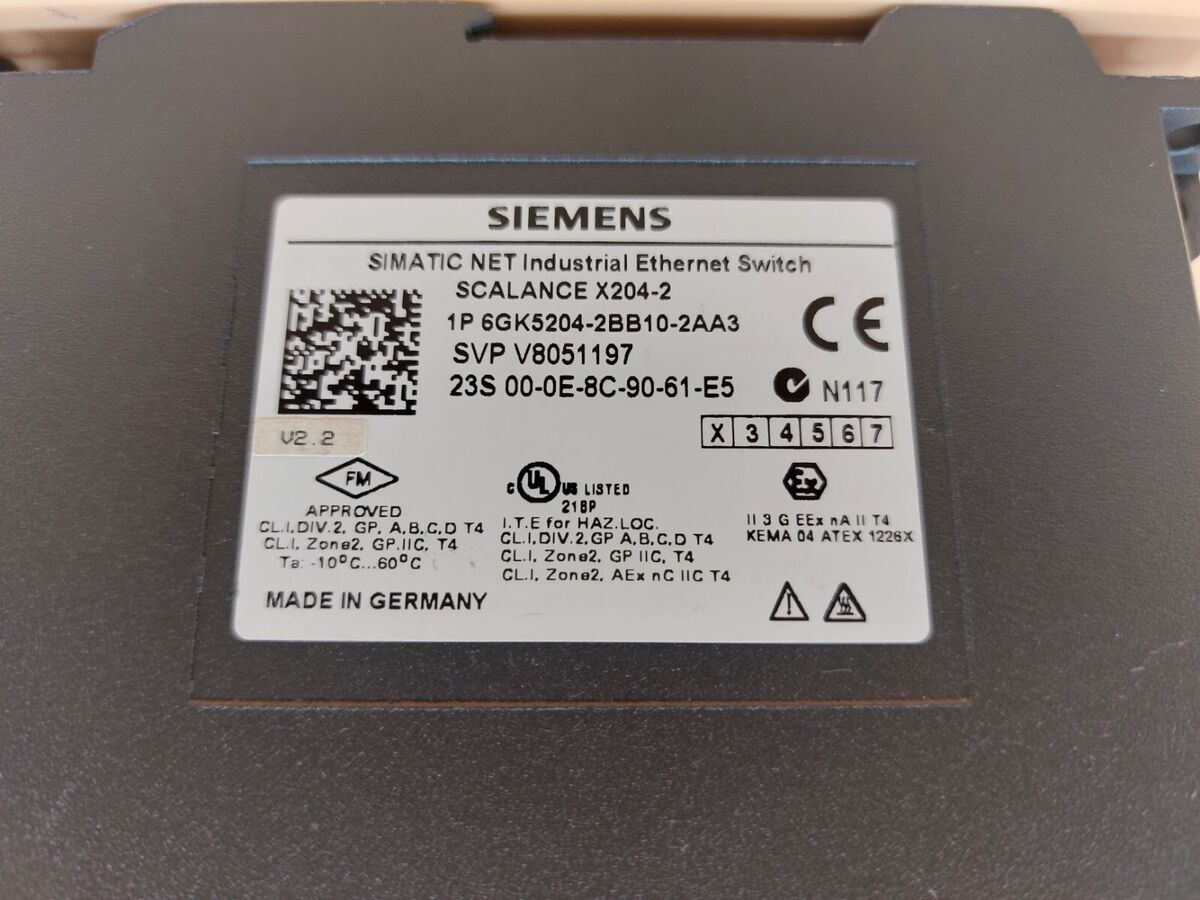 SIEMENS
SIMATIC NET Industrial Ethernet Switch
SCALANCE X204-2
1P 6GK5204-2BB10-2AA3
SVP V8051197
23S 00-0E-8C-90-61-E5
CE
N117
V2.2
X 3 4 5 6 7
FM
APPROVED
CL.I,DIV.2, GP. A,B,C,D T4
CL.I, Zone2, GP.IIC, T4
Ta: -10°C...60°C
c UL US LISTED
21BP
I.T.E for HAZ.LOC.
CL.I,DIV.2,GP A,B,C,D T4
CL.I, Zone2, GP IIC, T4
CL.I, Zone2, AEx nC IIC T4
Ex
II 3 G EEx nA II T4
KEMA 04 ATEX 1226X
MADE IN GERMANY